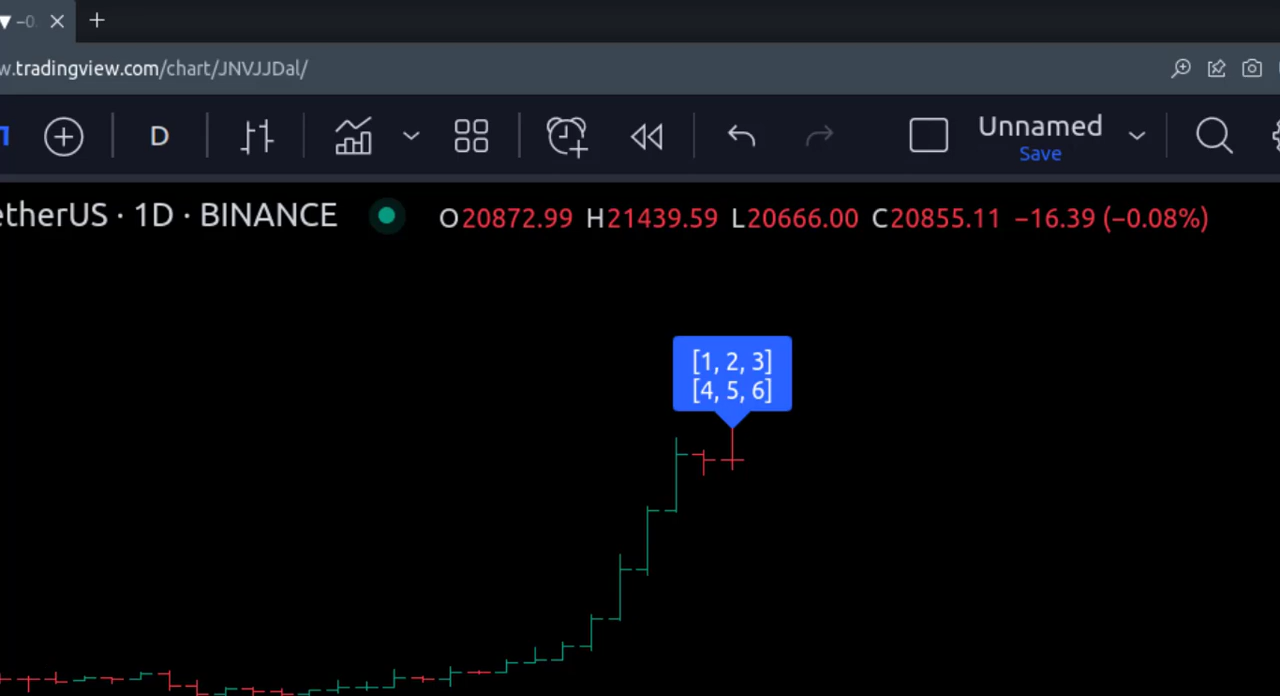 ▼ −0
w.tradingview.com/chart/JNVJJDal/
D
Unnamed
Save
etherUS · 1D · BINANCE
O20872.99 H21439.59 L20666.00 C20855.11 −16.39 (−0.08%)
[1, 2, 3]
[4, 5, 6]